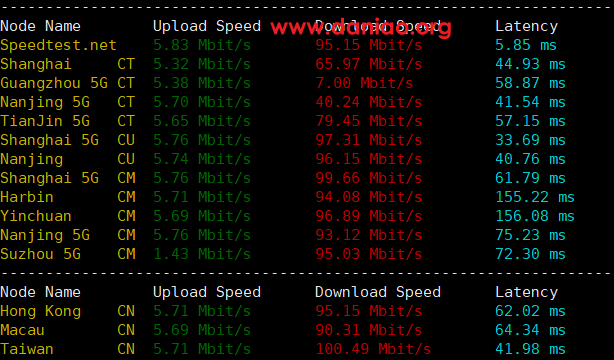 ----------------------------------------------------------------------
Node Name Upload Speed Download Speed Latency
www.daniao.org
Speedtest.net 5.83 Mbit/s 95.15 Mbit/s 5.85 ms
Shanghai CT 5.32 Mbit/s 65.97 Mbit/s 44.93 ms
Guangzhou 5G CT 5.38 Mbit/s 7.00 Mbit/s 58.87 ms
Nanjing 5G CT 5.70 Mbit/s 40.24 Mbit/s 41.54 ms
TianJin 5G CT 5.65 Mbit/s 79.45 Mbit/s 57.15 ms
Shanghai 5G CU 5.76 Mbit/s 97.31 Mbit/s 33.69 ms
Nanjing CU 5.74 Mbit/s 96.15 Mbit/s 40.76 ms
Shanghai 5G CM 5.76 Mbit/s 99.66 Mbit/s 61.79 ms
Harbin CM 5.71 Mbit/s 94.08 Mbit/s 155.22 ms
Yinchuan CM 5.69 Mbit/s 96.89 Mbit/s 156.08 ms
Nanjing 5G CM 5.76 Mbit/s 93.12 Mbit/s 75.23 ms
Suzhou 5G CM 1.43 Mbit/s 95.03 Mbit/s 72.30 ms
----------------------------------------------------------------------
Node Name Upload Speed Download Speed Latency
Hong Kong CN 5.71 Mbit/s 95.15 Mbit/s 62.02 ms
Macau CN 5.69 Mbit/s 90.31 Mbit/s 64.34 ms
Taiwan CN 5.71 Mbit/s 100.49 Mbit/s 41.98 ms